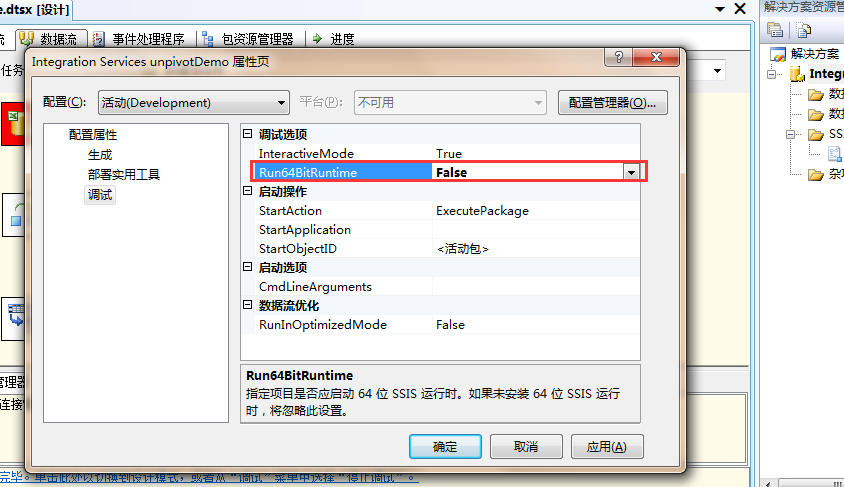 e.dtsx [设计]
解决方案资源管
数据流
事件处理程序
包资源管理器
进度
Integration Services unpivotDemo 属性页
任务
解决方案
Integr
配置(C):
活动(Development)
平台(P):
不可用
配置管理器(O)...
数
数
SSIS
杂项
配置属性
生成
部署实用工具
调试
调试选项
InteractiveMode True
Run64BitRuntime False
启动操作
StartAction ExecutePackage
StartApplication
StartObjectID <活动包>
启动选项
CmdLineArguments
数据流优化
RunInOptimizedMode False
Run64BitRuntime
指定项目是否应启动 64 位 SSIS 运行时。如果未安装 64 位 SSIS 运行
时，将忽略此设置。
管理器
连接
确定
取消
应用(A)
完毕。单击此处以切换到设计模式，或者从“调试”菜单中选择“停止调试”。